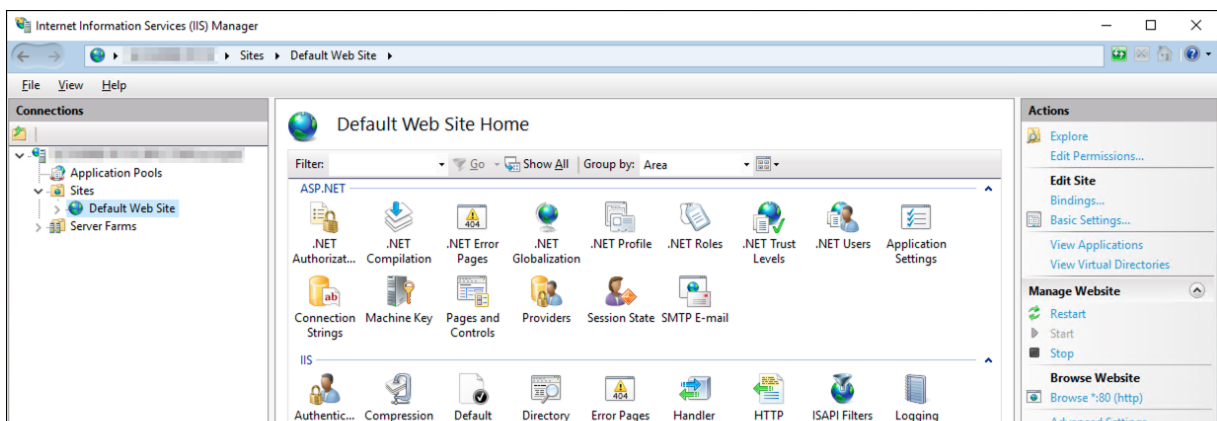 Internet Information Services (IIS) Manager
Sites Default Web Site
File View Help
Connections
Application Pools
Sites
Default Web Site
Server Farms
Default Web Site Home
Filter: Go Show All Group by: Area
ASP.NET
.NET Authorizat...
.NET Compilation
.NET Error Pages
.NET Globalization
.NET Profile
.NET Roles
.NET Trust Levels
.NET Users
Application Settings
Connection Strings
Machine Key
Pages and Controls
Providers
Session State
SMTP E-mail
IIS
Authentic...
Compression
Default
Directory
Error Pages
Handler
HTTP
ISAPI Filters
Logging
Actions
Explore
Edit Permissions...
Edit Site
Bindings...
Basic Settings...
View Applications
View Virtual Directories
Manage Website
Restart
Start
Stop
Browse Website
Browse *:80 (http)
Advanced Settings...